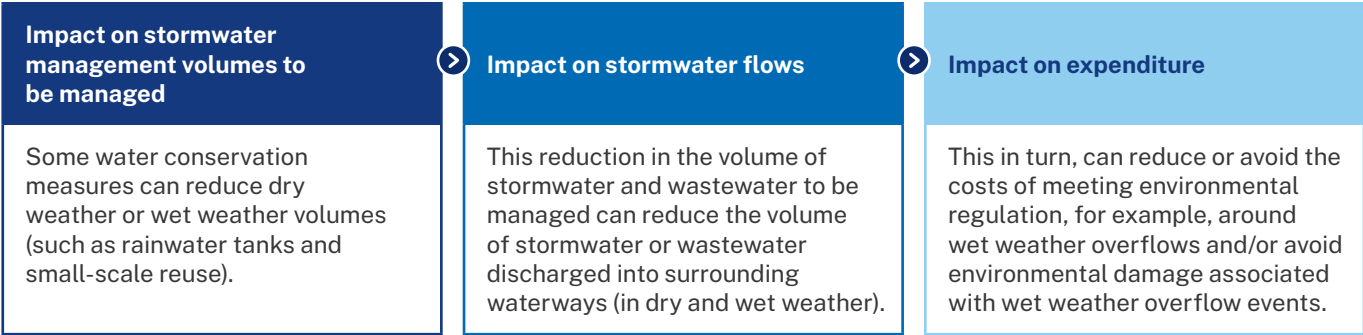 Impact on stormwater
management volumes to
be managed
Some water conservation
measures can reduce dry
weather or wet weather volumes
(such as rainwater tanks and
small-scale reuse).
Impact on stormwater flows
This reduction in the volume of
stormwater and wastewater to be
managed can reduce the volume
of stormwater or wastewater
discharged into surrounding
waterways (in dry and wet weather).
Impact on expenditure
This in turn, can reduce or avoid the
costs of meeting environmental
regulation, for example, around
wet weather overflows and/or avoid
environmental damage associated
with wet weather overflow events.